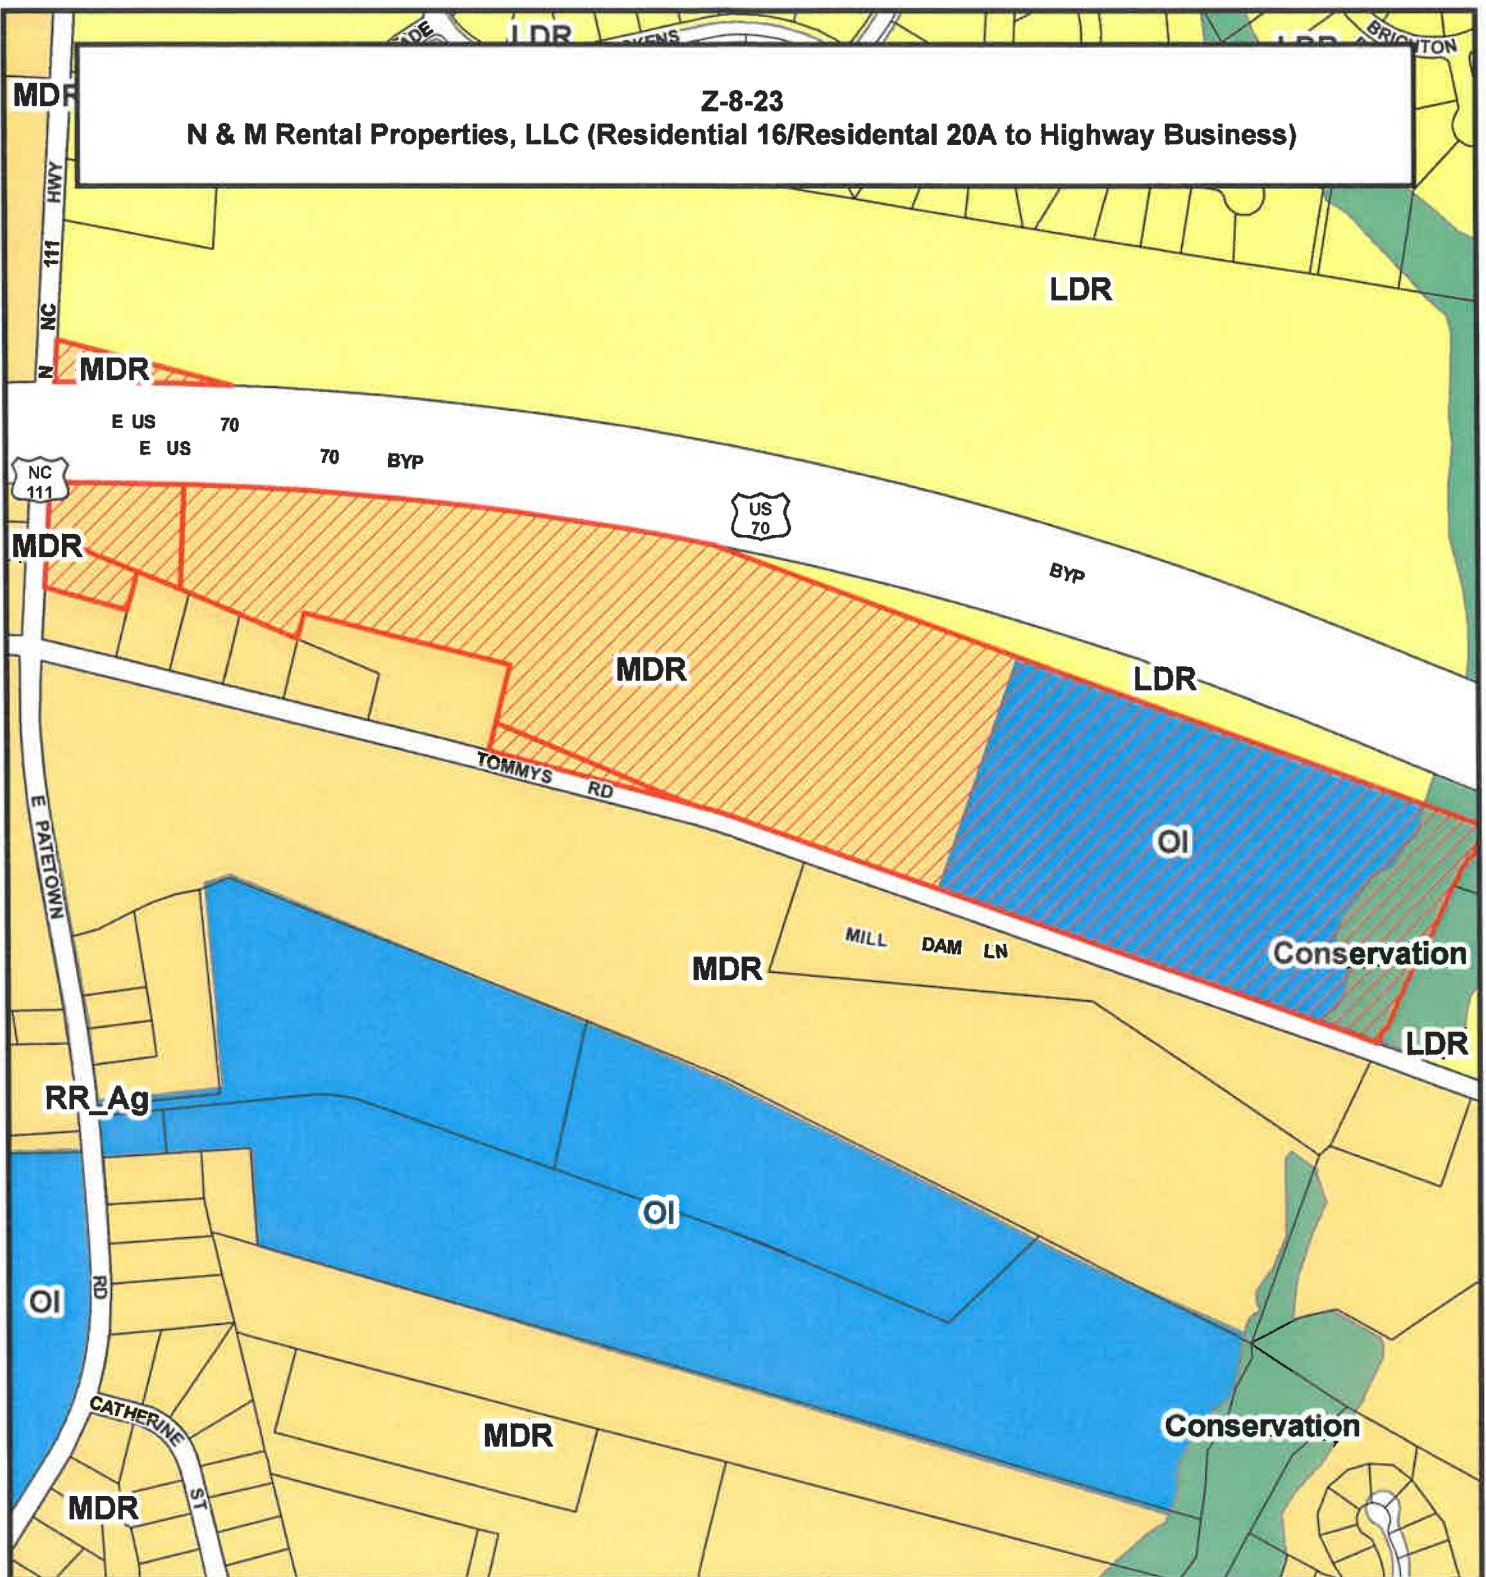 LDR
BRIGHTON
MDR
Z-8-23
N & M Rental Properties, LLC (Residential 16/Residental 20A to Highway Business)
N NC 111 HWY
LDR
MDR
E US 70
E US 70 BYP
NC
111
US
70
MDR
BYP
MDR
LDR
TOMMYS RD
OI
E PATETOWN RD
MILL DAM LN
MDR
Conservation
LDR
RR_Ag
OI
OI
CATHERINE ST
MDR
Conservation
MDR